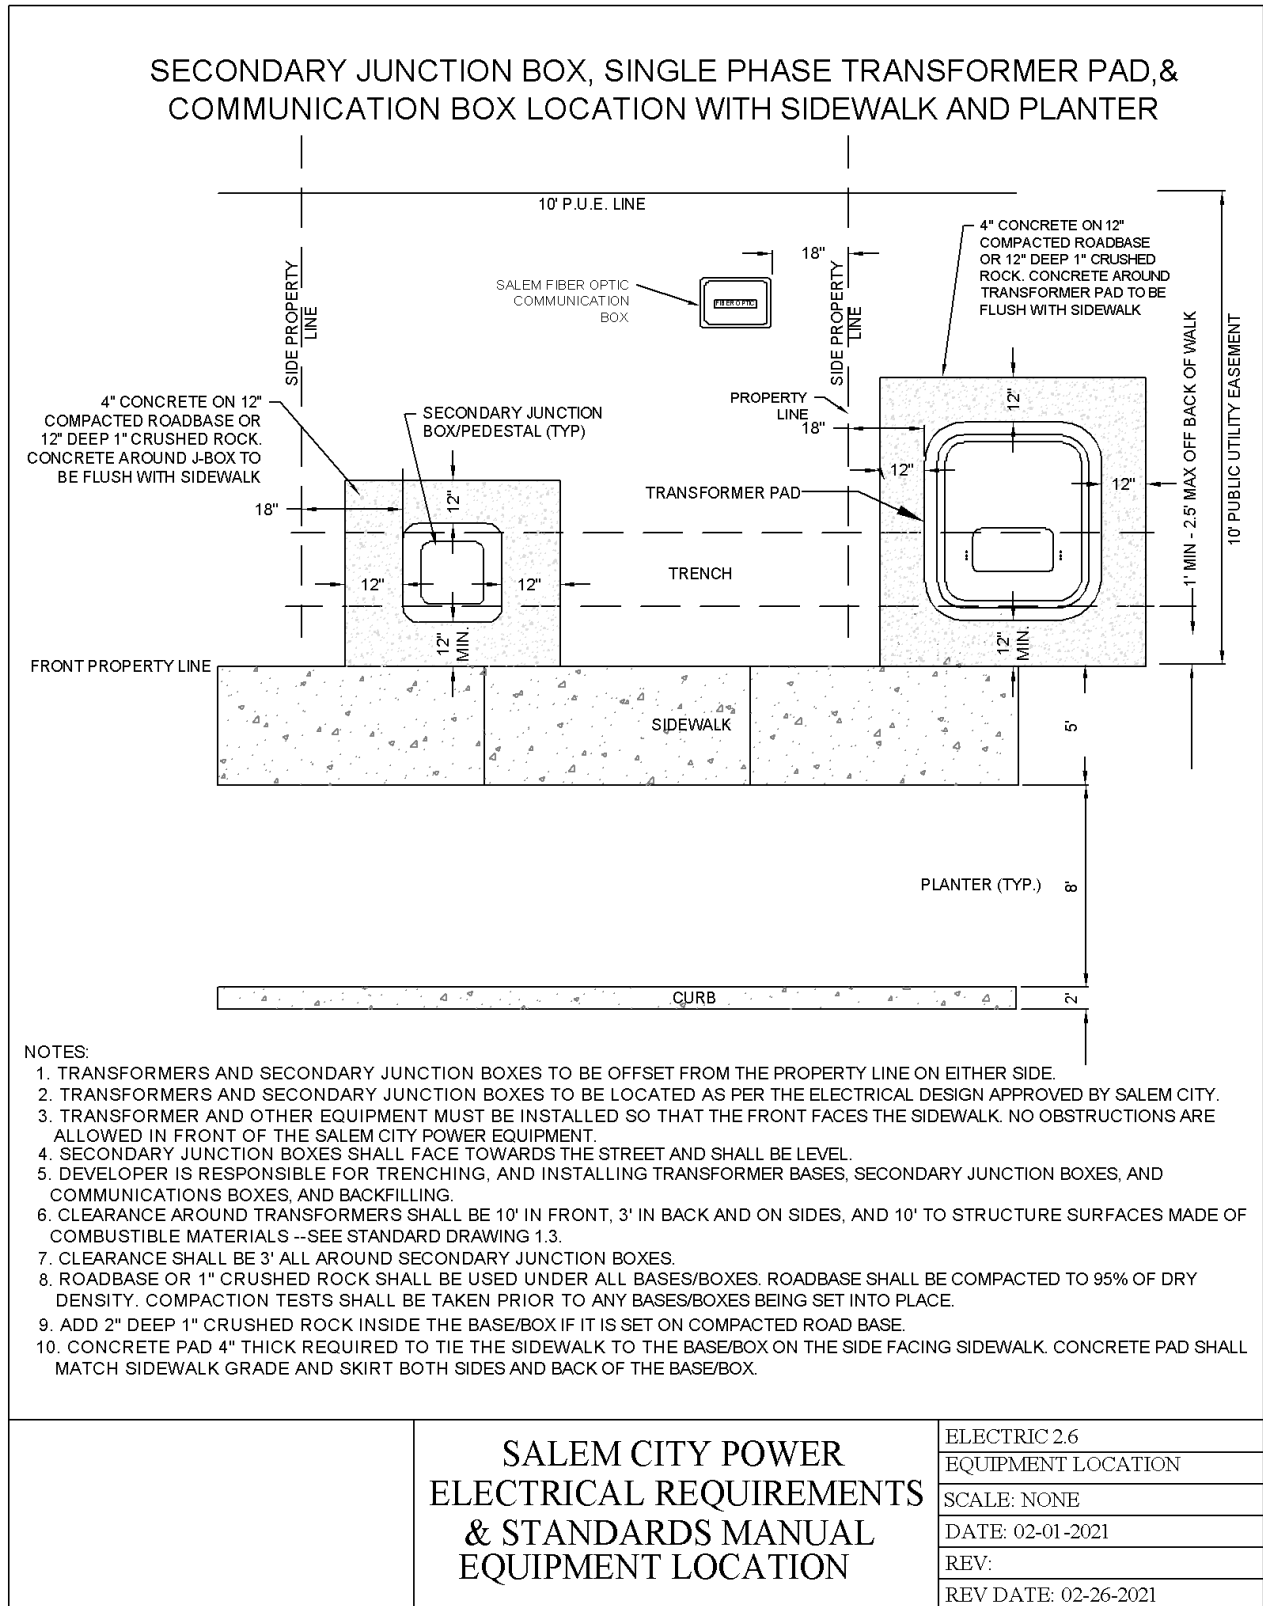 SECONDARY JUNCTION BOX, SINGLE PHASE TRANSFORMER PAD,&
COMMUNICATION BOX LOCATION WITH SIDEWALK AND PLANTER
10' P.U.E. LINE
SIDE PROPERTY
LINE
SALEM FIBER OPTIC
COMMUNICATION
BOX
FIBER OPTIC
18"
SIDE PROPERTY
LINE
4" CONCRETE ON 12"
COMPACTED ROADBASE
OR 12" DEEP 1" CRUSHED
ROCK. CONCRETE AROUND
TRANSFORMER PAD TO BE
FLUSH WITH SIDEWALK
10' PUBLIC UTILITY EASEMENT
1' MIN - 2.5' MAX OFF BACK OF WALK
4" CONCRETE ON 12"
COMPACTED ROADBASE OR
12" DEEP 1" CRUSHED ROCK.
CONCRETE AROUND J-BOX TO
BE FLUSH WITH SIDEWALK
SECONDARY JUNCTION
BOX/PEDESTAL (TYP)
PROPERTY
LINE
18"
12"
12"
12"
TRANSFORMER PAD
18"
12"
TRENCH
12"
12"
12"
MIN.
12"
MIN.
FRONT PROPERTY LINE
SIDEWALK
5'
PLANTER (TYP.)
8'
CURB
2'
NOTES:
1. TRANSFORMERS AND SECONDARY JUNCTION BOXES TO BE OFFSET FROM THE PROPERTY LINE ON EITHER SIDE.
2. TRANSFORMERS AND SECONDARY JUNCTION BOXES TO BE LOCATED AS PER THE ELECTRICAL DESIGN APPROVED BY SALEM CITY.
3. TRANSFORMER AND OTHER EQUIPMENT MUST BE INSTALLED SO THAT THE FRONT FACES THE SIDEWALK. NO OBSTRUCTIONS ARE
ALLOWED IN FRONT OF THE SALEM CITY POWER EQUIPMENT.
4. SECONDARY JUNCTION BOXES SHALL FACE TOWARDS THE STREET AND SHALL BE LEVEL.
5. DEVELOPER IS RESPONSIBLE FOR TRENCHING, AND INSTALLING TRANSFORMER BASES, SECONDARY JUNCTION BOXES, AND
COMMUNICATIONS BOXES, AND BACKFILLING.
6. CLEARANCE AROUND TRANSFORMERS SHALL BE 10' IN FRONT, 3' IN BACK AND ON SIDES, AND 10' TO STRUCTURE SURFACES MADE OF
COMBUSTIBLE MATERIALS --SEE STANDARD DRAWING 1.3.
7. CLEARANCE SHALL BE 3' ALL AROUND SECONDARY JUNCTION BOXES.
8. ROADBASE OR 1" CRUSHED ROCK SHALL BE USED UNDER ALL BASES/BOXES. ROADBASE SHALL BE COMPACTED TO 95% OF DRY
DENSITY. COMPACTION TESTS SHALL BE TAKEN PRIOR TO ANY BASES/BOXES BEING SET INTO PLACE.
9. ADD 2" DEEP 1" CRUSHED ROCK INSIDE THE BASE/BOX IF IT IS SET ON COMPACTED ROAD BASE.
10. CONCRETE PAD 4" THICK REQUIRED TO TIE THE SIDEWALK TO THE BASE/BOX ON THE SIDE FACING SIDEWALK. CONCRETE PAD SHALL
MATCH SIDEWALK GRADE AND SKIRT BOTH SIDES AND BACK OF THE BASE/BOX.
SALEM CITY POWER
ELECTRICAL REQUIREMENTS
& STANDARDS MANUAL
EQUIPMENT LOCATION
ELECTRIC 2.6
EQUIPMENT LOCATION
SCALE: NONE
DATE: 02-01-2021
REV:
REV DATE: 02-26-2021